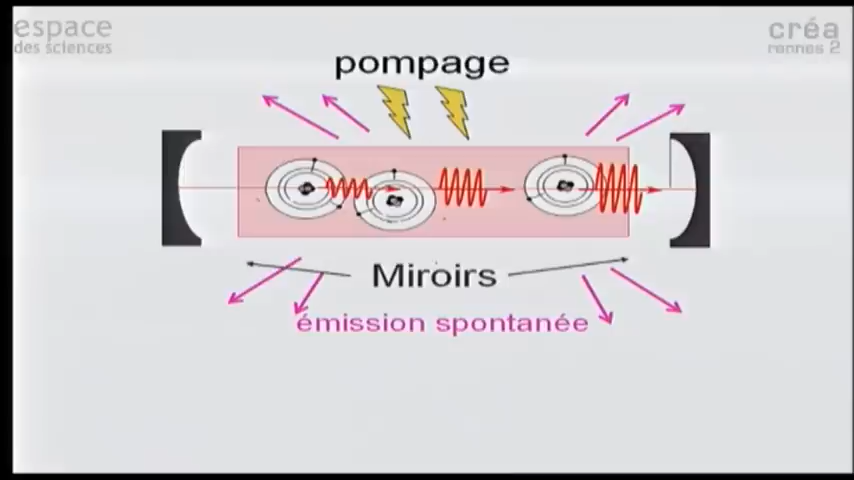 espace
des sciences
créa
rennes 2
pompage
Miroirs
émission spontanée